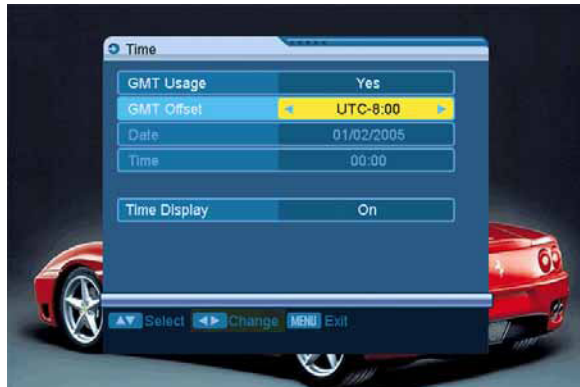 Time
GMT Usage Yes
GMT Offset UTC-8:00
Date 01/02/2005
Time 00:00
Time Display On
▲▼ Select ◀▶ Change MENU Exit